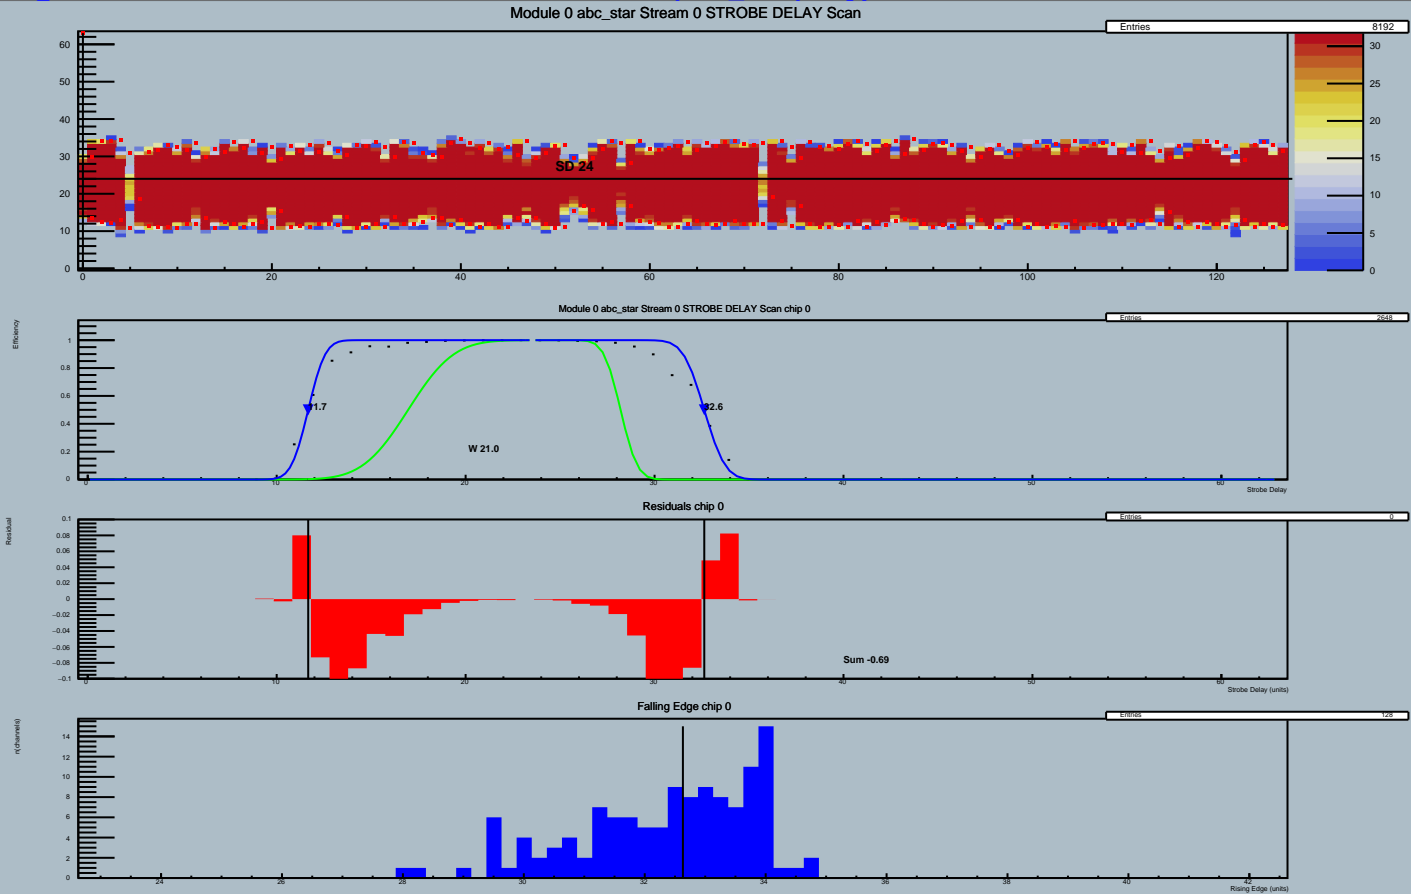 Module 0 abc_star Stream 0 STROBE DELAY Scan
Entries 8192
60
50
40
30
20
10
0
SD 24
0 20 40 60 80 100 120
30
25
20
15
10
5
0
Module 0 abc_star Stream 0 STROBE DELAY Scan chip 0
Entries 2648
Efficiency
1
0.8
0.6
0.4
0.2
0
11.7
32.6
W 21.0
0 10 20 30 40 50 60
Strobe Delay
Residuals chip 0
Entries 0
Residual
0.1
0.08
0.06
0.04
0.02
0
−0.02
−0.04
−0.06
−0.08
−0.1
Sum -0.69
0 10 20 30 40 50 60
Strobe Delay (units)
Falling Edge chip 0
Entries 128
n(channels)
14
12
10
8
6
4
2
0
24 26 28 30 32 34 36 38 40 42
Rising Edge (units)